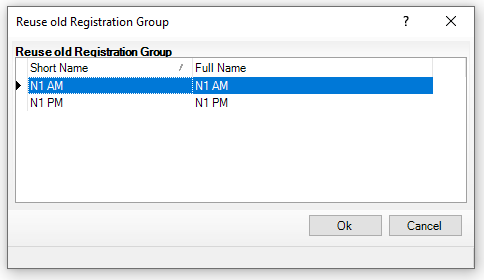 Reuse old Registration Group ? ×
Reuse old Registration Group
Short Name / Full Name
N1 AM N1 AM
N1 PM N1 PM
Ok Cancel